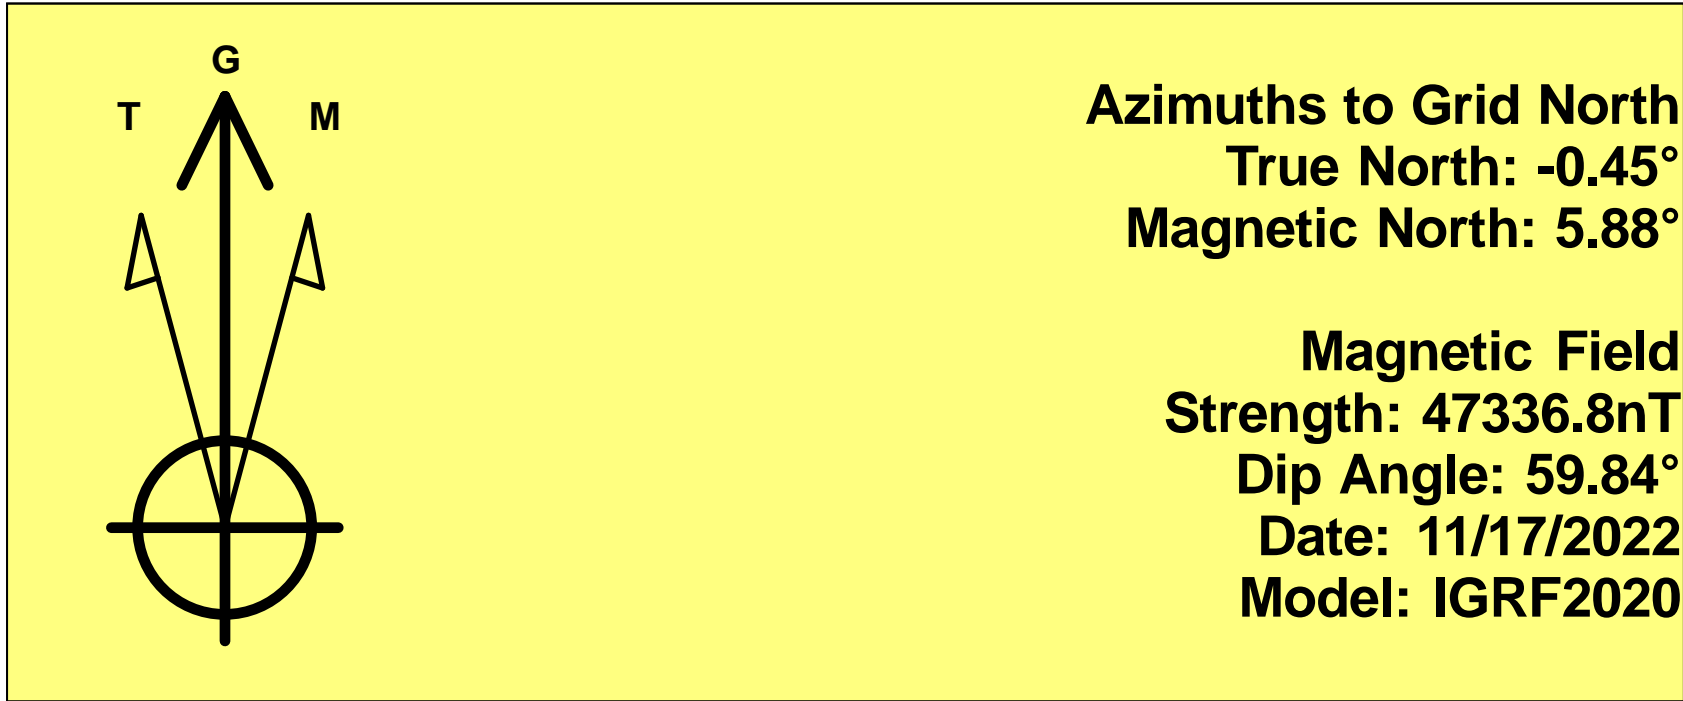 G
T M
Azimuths to Grid North
True North: -0.45°
Magnetic North: 5.88°
Magnetic Field
Strength: 47336.8nT
Dip Angle: 59.84°
Date: 11/17/2022
Model: IGRF2020